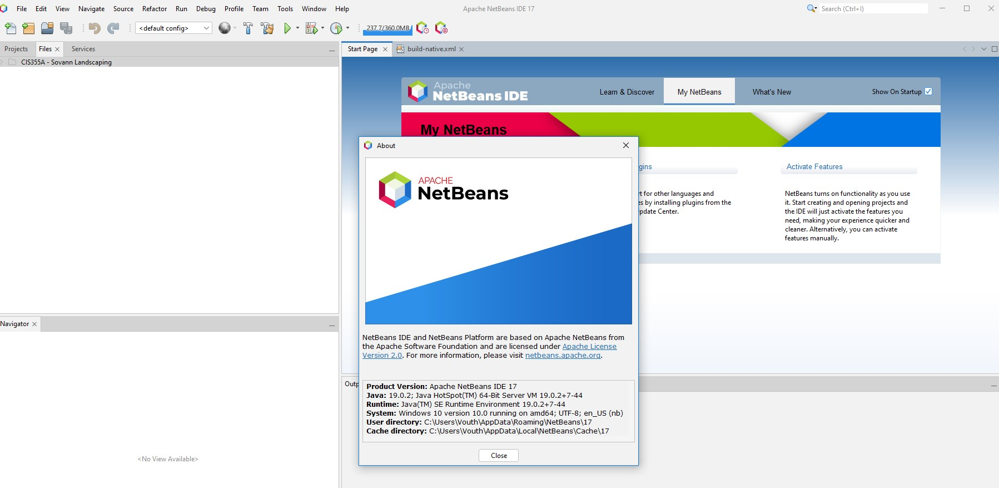 File Edit View Navigate Source Refactor Run Debug Profile Team Tools Window Help
Apache NetBeans IDE 17
Search (Ctrl+I)
<default config>
237.7/360.0MB
Projects Files Services
Start Page build-native.xml
CIS355A - Sovann Landscaping
Apache
NetBeans IDE
Learn & Discover My NetBeans What's New Show On Startup
My NetBeans
About
APACHE
NetBeans
gins
rt for other languages and
es by installing plugins from the
pdate Center.
Activate Features
NetBeans turns on functionality as you use
it. Start creating and opening projects and
the IDE will just activate the features you
need, making your experience quicker and
cleaner. Alternatively, you can activate
features manually.
NetBeans IDE and NetBeans Platform are based on Apache NetBeans from
the Apache Software Foundation and are licensed under Apache License
Version 2.0. For more information, please visit netbeans.apache.org.
Product Version: Apache NetBeans IDE 17
Java: 19.0.2; Java HotSpot(TM) 64-Bit Server VM 19.0.2+7-44
Runtime: Java(TM) SE Runtime Environment 19.0.2+7-44
System: Windows 10 version 10.0 running on amd64; UTF-8; en_US (nb)
User directory: C:\Users\Vouth\AppData\Roaming\NetBeans\17
Cache directory: C:\Users\Vouth\AppData\Local\NetBeans\Cache\17
Close
Navigator
<No View Available>
Outp